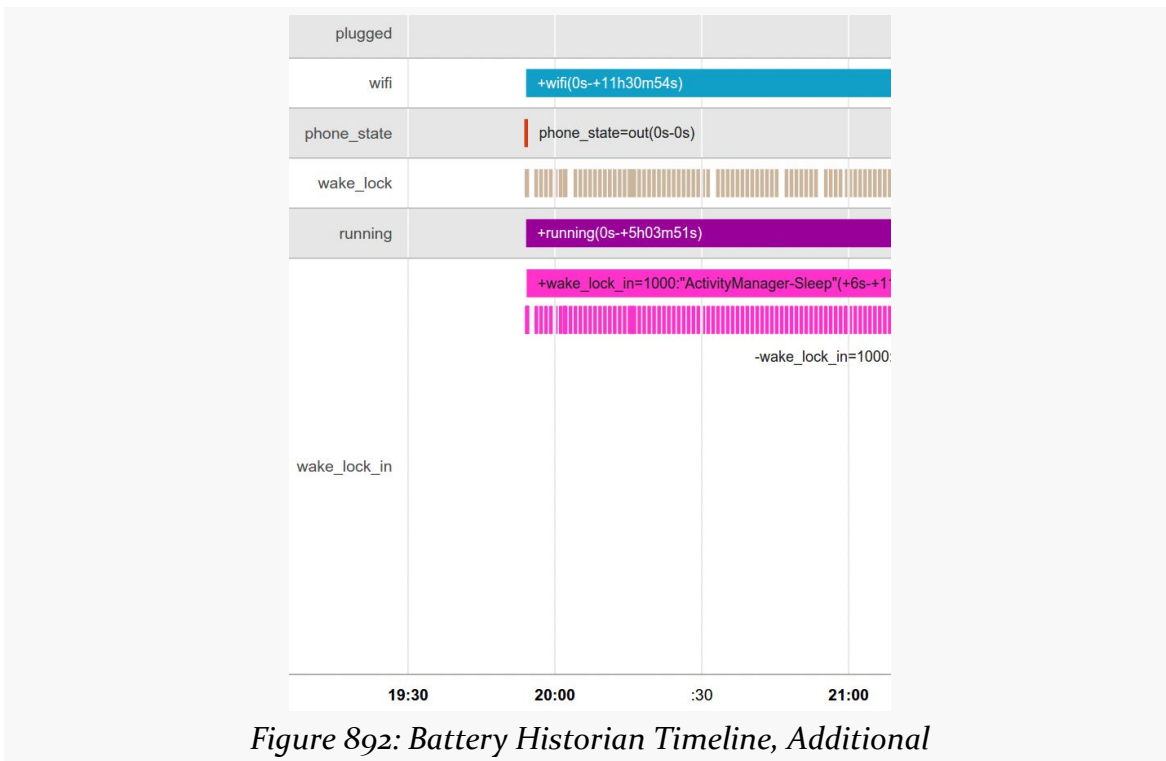 plugged
wifi +wifi(0s-+11h30m54s)
phone_state phone_state=out(0s-0s)
wake_lock
running +running(0s-+5h03m51s)
+wake_lock_in=1000:"ActivityManager-Sleep"(+6s-+1
-wake_lock_in=1000:
wake_lock_in
19:30 20:00 :30 21:00
Figure 892: Battery Historian Timeline, Additional